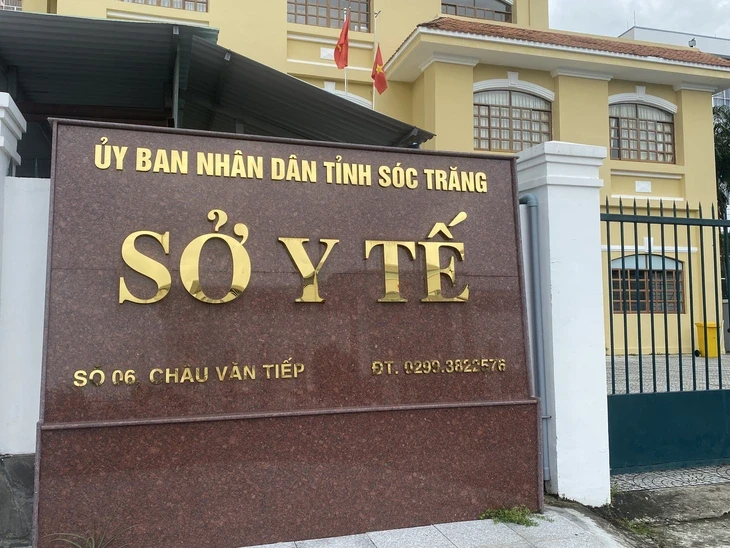 ỦY BAN NHÂN DÂN TỈNH SÓC TRĂNG
SỞ Y TẾ
SỐ 06. CHÂU VĂN TIẾP ĐT. 0299.3822576